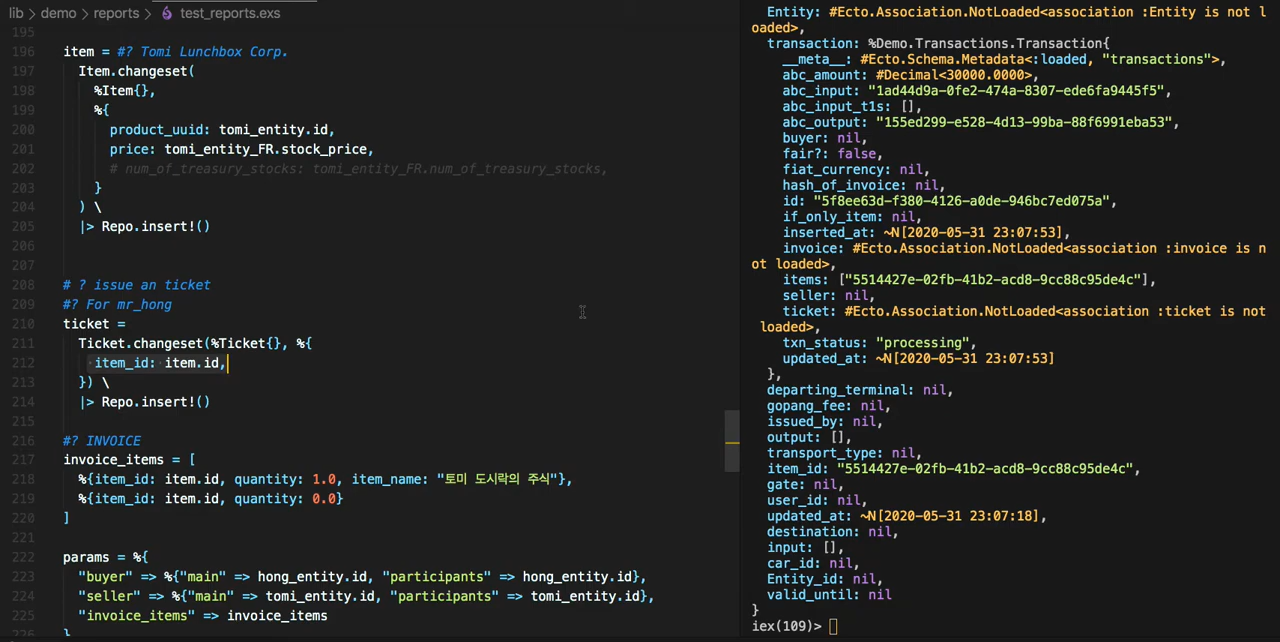 lib > demo > reports > test_reports.exs
195
196 item = #? Tomi Lunchbox Corp.
197 Item.changeset(
198 %Item{},
199 %{
200 product_uuid: tomi_entity.id,
201 price: tomi_entity_FR.stock_price,
202 # num_of_treasury_stocks: tomi_entity_FR.num_of_treasury_stocks,
203 }
204 ) \
205 |> Repo.insert!()
206
207
208 # ? issue an ticket
209 #? For mr_hong
210 ticket =
211 Ticket.changeset(%Ticket{}, %{
212 item_id: item.id,
213 }) \
214 |> Repo.insert!()
215
216 #? INVOICE
217 invoice_items = [
218 %{item_id: item.id, quantity: 1.0, item_name: "토미 도시락의 주식"},
219 %{item_id: item.id, quantity: 0.0}
220 ]
221
222 params = %{
223 "buyer" => %{"main" => hong_entity.id, "participants" => hong_entity.id},
224 "seller" => %{"main" => tomi_entity.id, "participants" => tomi_entity.id},
225 "invoice_items" => invoice_items
226 }
Entity: #Ecto.Association.NotLoaded<association :Entity is not l
oaded>,
transaction: %Demo.Transactions.Transaction{
__meta__: #Ecto.Schema.Metadata<:loaded, "transactions">,
abc_amount: #Decimal<30000.0000>,
abc_input: "1ad44d9a-0fe2-474a-8307-ede6fa9445f5",
abc_input_t1s: [],
abc_output: "155ed299-e528-4d13-99ba-88f6991eba53",
buyer: nil,
fair?: false,
fiat_currency: nil,
hash_of_invoice: nil,
id: "5f8ee63d-f380-4126-a0de-946bc7ed075a",
if_only_item: nil,
inserted_at: ~N[2020-05-31 23:07:53],
invoice: #Ecto.Association.NotLoaded<association :invoice is n
ot loaded>,
items: ["5514427e-02fb-41b2-acd8-9cc88c95de4c"],
seller: nil,
ticket: #Ecto.Association.NotLoaded<association :ticket is not
loaded>,
txn_status: "processing",
updated_at: ~N[2020-05-31 23:07:53]
},
departing_terminal: nil,
gopang_fee: nil,
issued_by: nil,
output: [],
transport_type: nil,
item_id: "5514427e-02fb-41b2-acd8-9cc88c95de4c",
gate: nil,
user_id: nil,
updated_at: ~N[2020-05-31 23:07:18],
destination: nil,
input: [],
car_id: nil,
Entity_id: nil,
valid_until: nil
}
iex(109)>